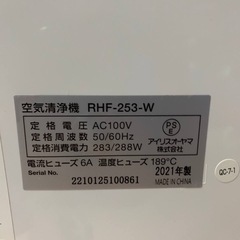 空気清浄機 RHF-253-W
定格電圧 AC100V
定格周波数 50/60Hz
定格消費電力 283/288W
PS
E
アイリスオーヤマ
株式会社
電流ヒューズ 6A 温度ヒューズ 189℃
Serial No. 2021年製
2210125100861 MADE IN CHINA
QC-7-1